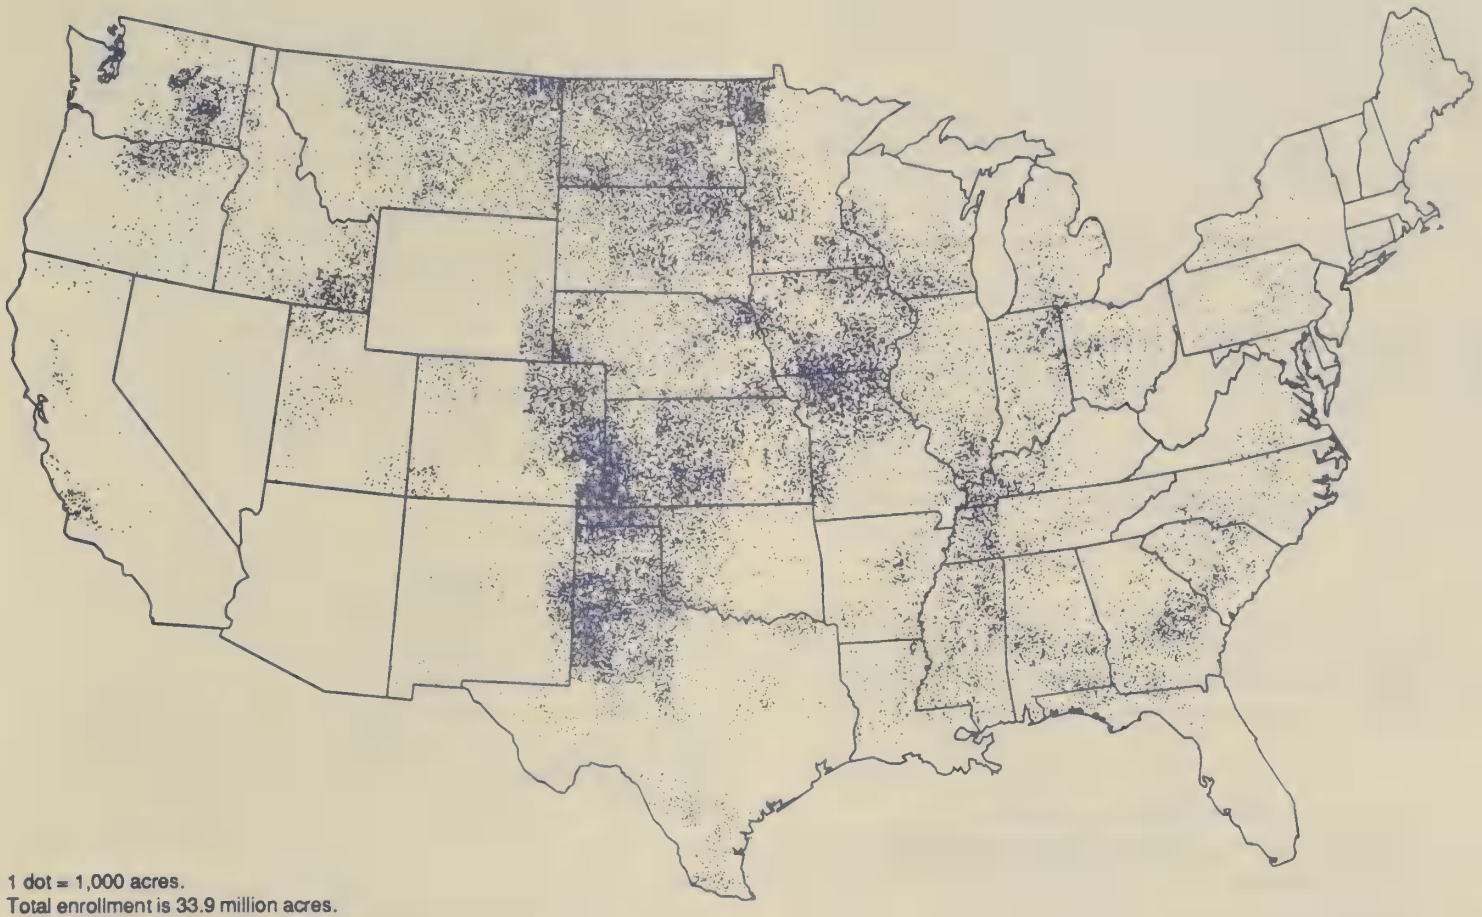 1 dot = 1,000 acres.
Total enrollment is 33.9 million acres.